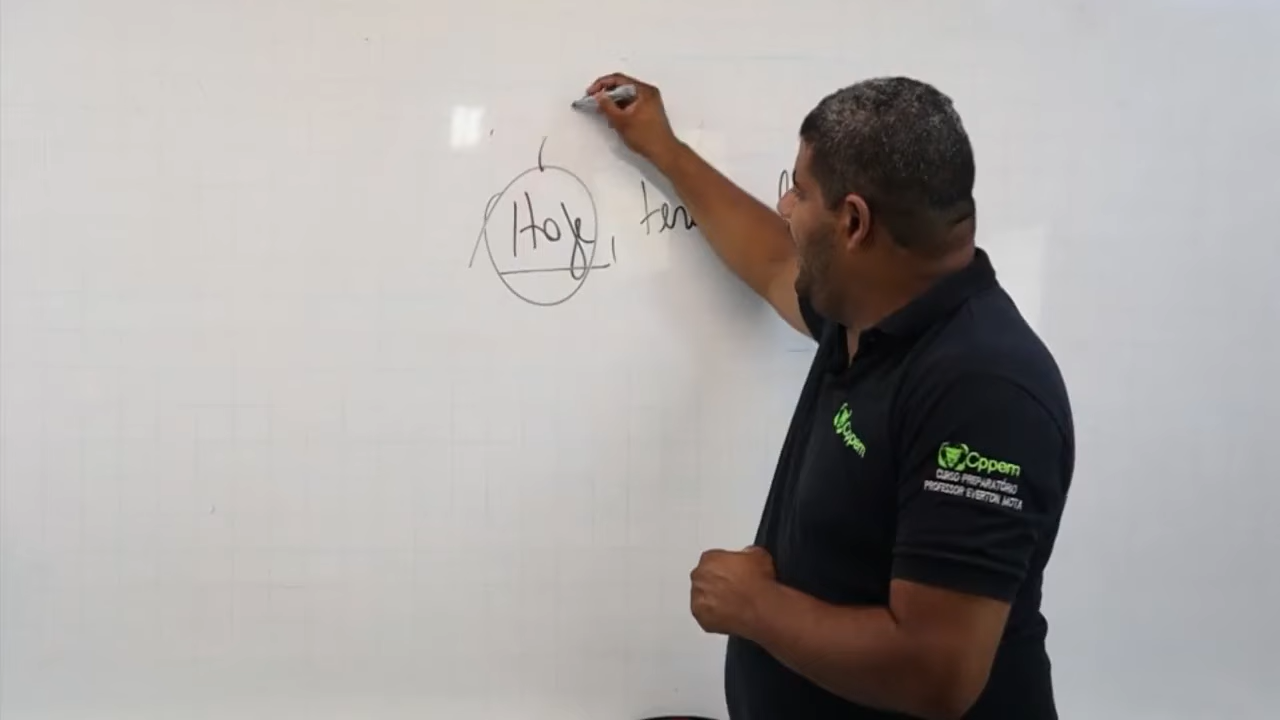 Hoje,
Cppem
Cppem
CURSO PREPARATÓRIO
PROFESSOR EVERTON MOTA